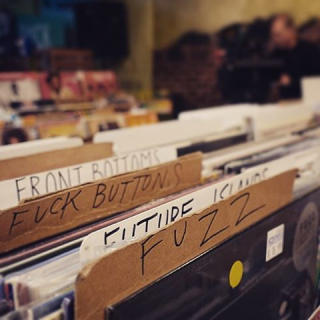 FRONT BOTTOMS
FUCK BUTTONS
FUTURE ISLANDS
FUZZ